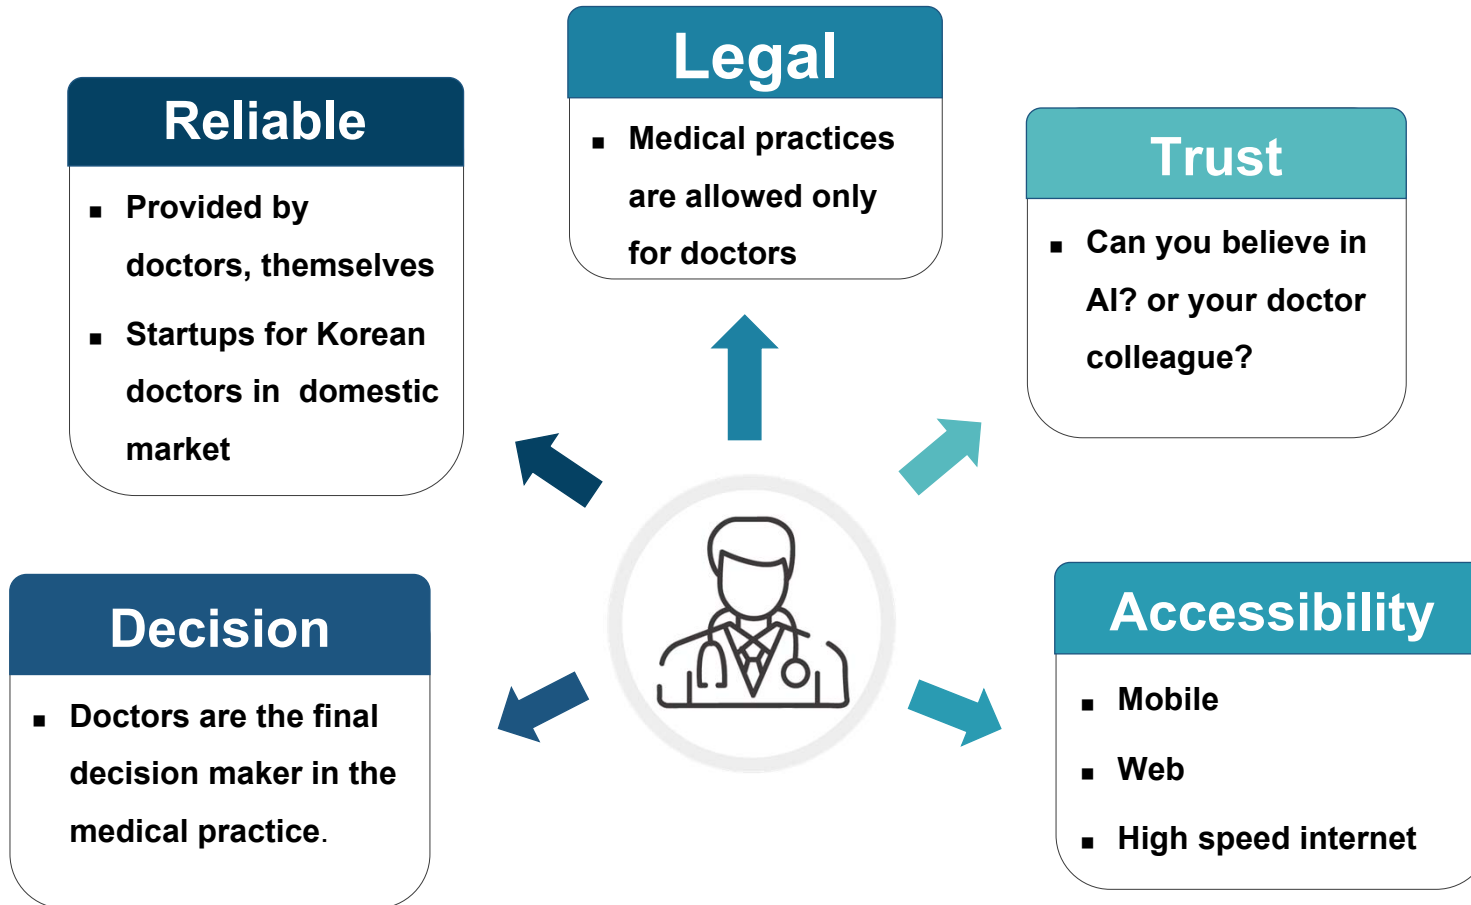 Legal
▪ Medical practices
are allowed only
for doctors
Reliable
▪ Provided by
doctors, themselves
▪ Startups for Korean
doctors in  domestic
market
Trust
▪ Can you believe in
AI? or your doctor
colleague?
Decision
▪ Doctors are the final
decision maker in the
medical practice.
Accessibility
▪ Mobile
▪ Web
▪ High speed internet